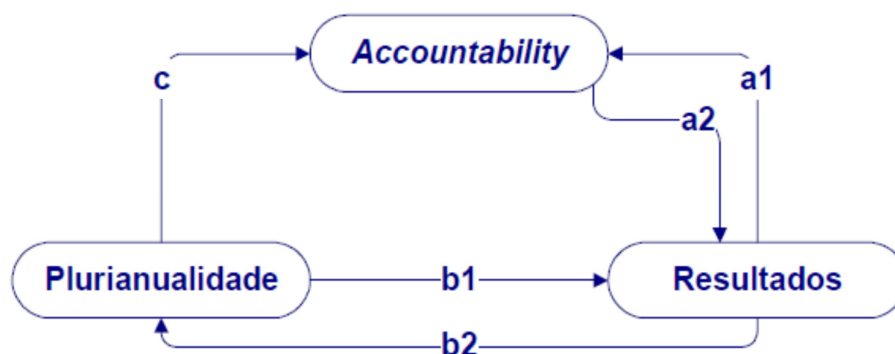 Accountability
c
a1
a2
Plurianualidade
b1
Resultados
b2